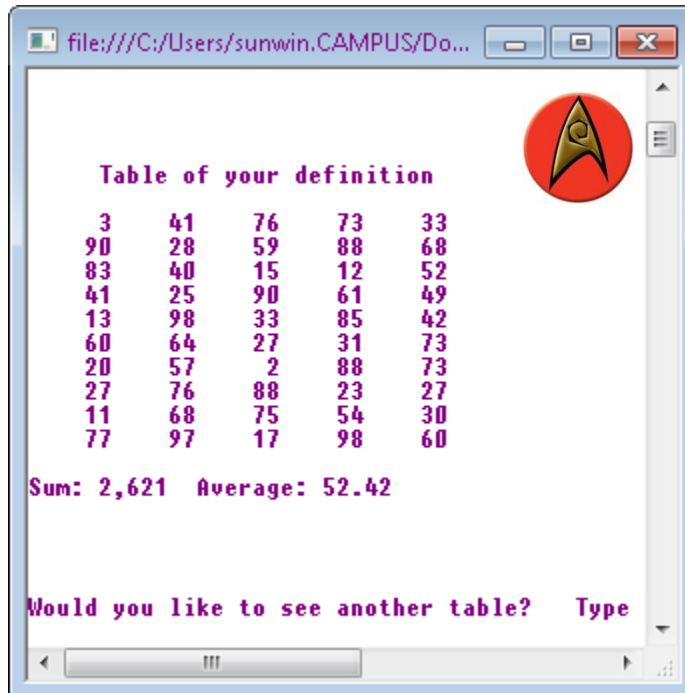 file:///C:/Users/sunwin.CAMPUS/Do...
Table of your definition
3 41 76 73 33
90 28 59 88 68
83 40 15 12 52
41 25 90 61 49
13 98 33 85 42
60 64 27 31 73
20 57 2 88 73
27 76 88 23 27
11 68 75 54 30
77 97 17 98 60
Sum: 2,621 Average: 52.42
Would you like to see another table? Type